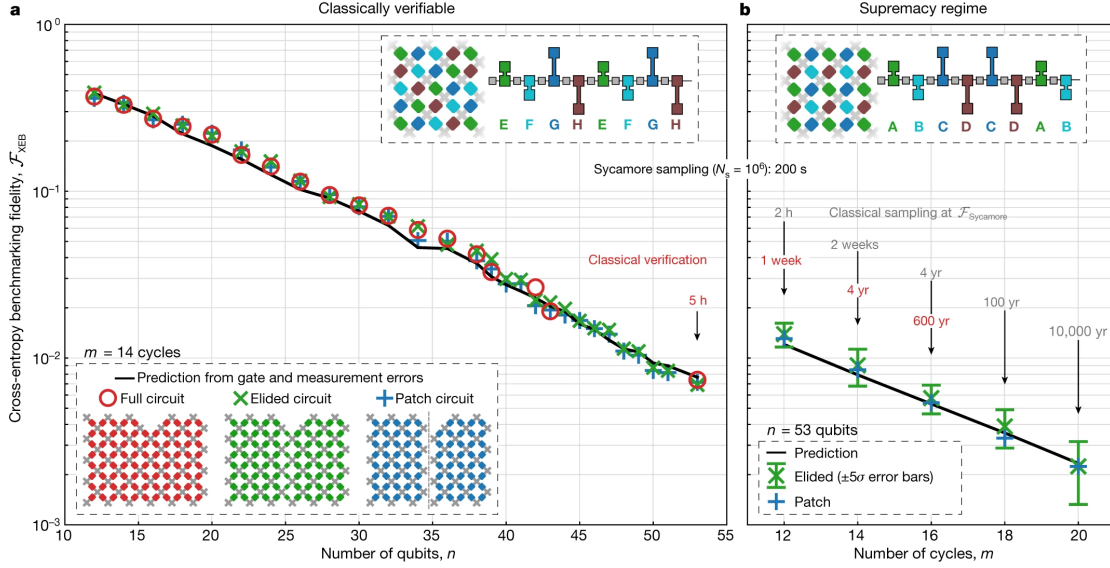 a
Classically verifiable
Cross-entropy benchmarking fidelity, ℱXEB
10⁰
10⁻¹
10⁻²
10⁻³
E F G H E F G H
Sycamore sampling (Nₛ = 10⁶): 200 s
Classical verification
5 h
m = 14 cycles
Prediction from gate and measurement errors
Full circuit
Elided circuit
Patch circuit
10 15 20 25 30 35 40 45 50 55
Number of qubits, n
b
Supremacy regime
A B C D C D A B
2 h
Classical sampling at ℱSycamore
1 week
2 weeks
4 yr
4 yr
600 yr
100 yr
10,000 yr
n = 53 qubits
Prediction
Elided (±5σ error bars)
Patch
12 14 16 18 20
Number of cycles, m